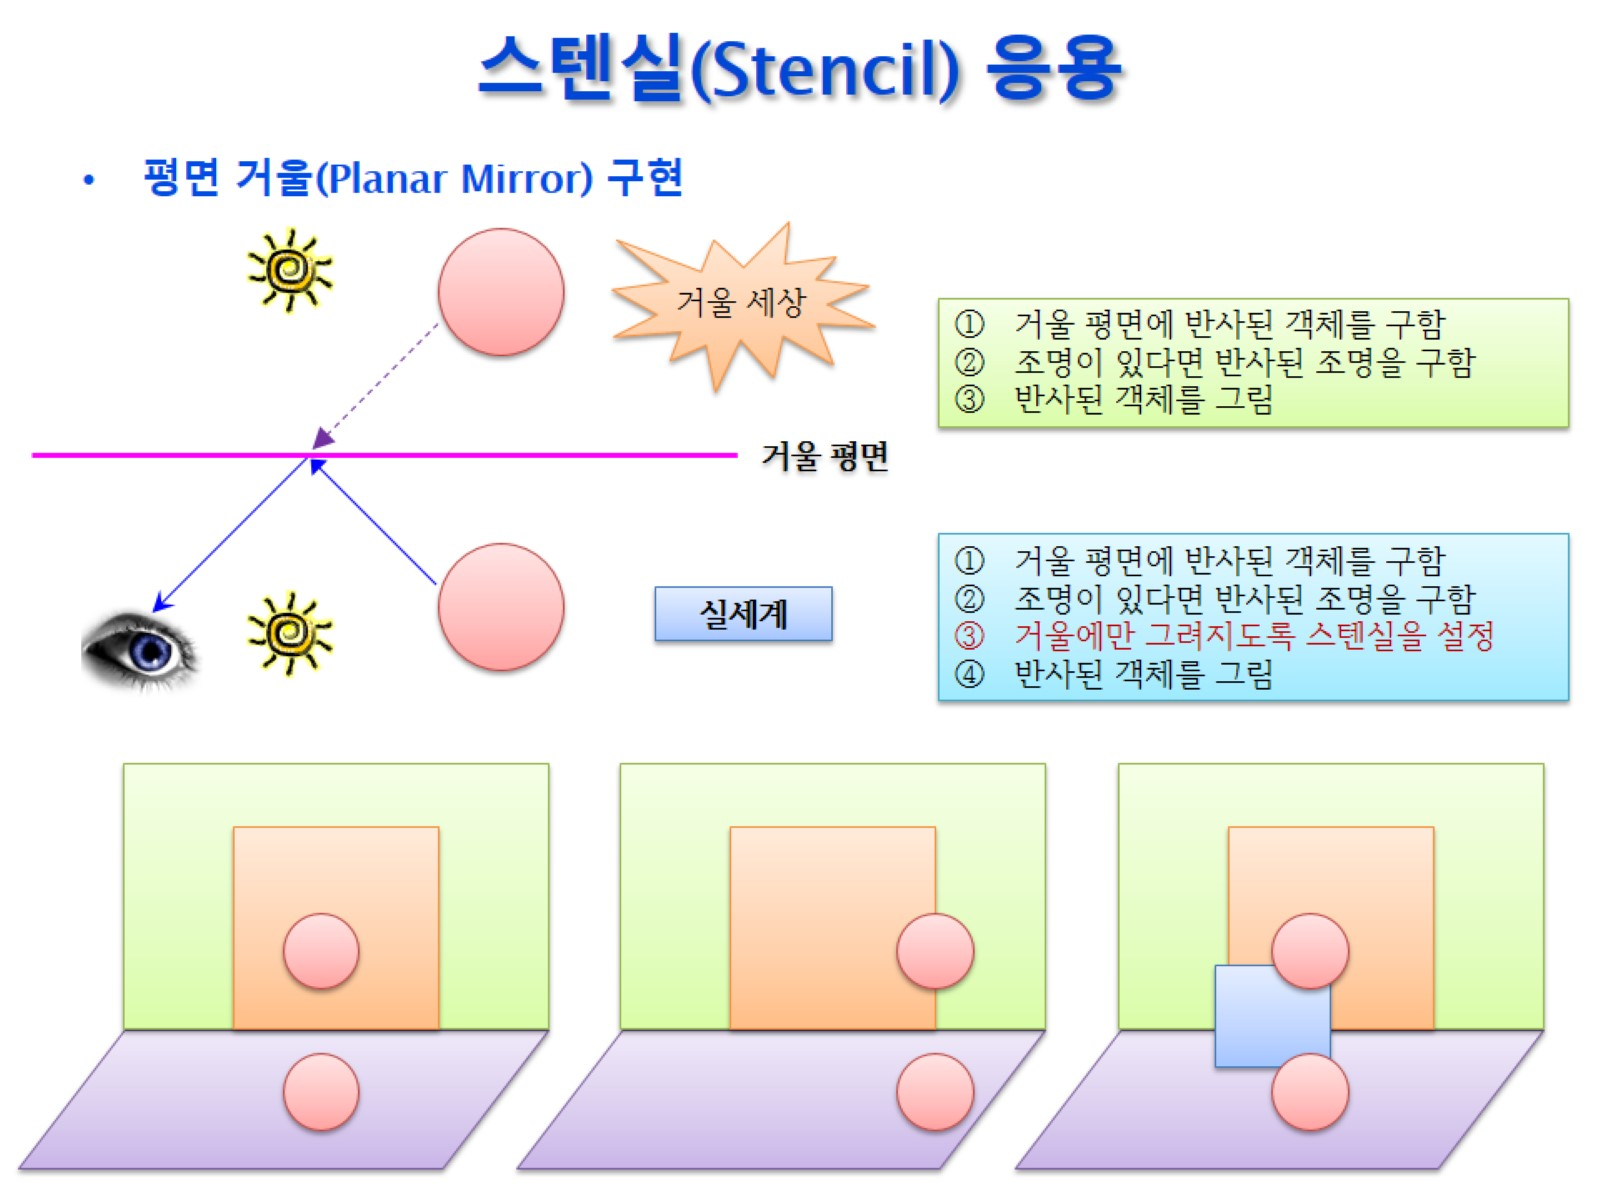 스텐실(Stencil) 응용
• 평면 거울(Planar Mirror) 구현
거울 세상
① 거울 평면에 반사된 객체를 구함
② 조명이 있다면 반사된 조명을 구함
③ 반사된 객체를 그림
거울 평면
실세계
① 거울 평면에 반사된 객체를 구함
② 조명이 있다면 반사된 조명을 구함
③ 거울에만 그려지도록 스텐실을 설정
④ 반사된 객체를 그림